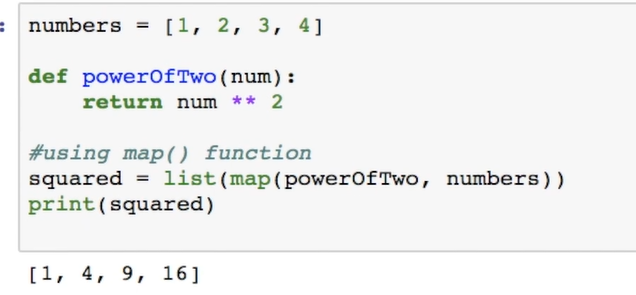 :
numbers = [1, 2, 3, 4]
def powerOfTwo(num):
    return num ** 2
#using map() function
squared = list(map(powerOfTwo, numbers))
print(squared)
[1, 4, 9, 16]